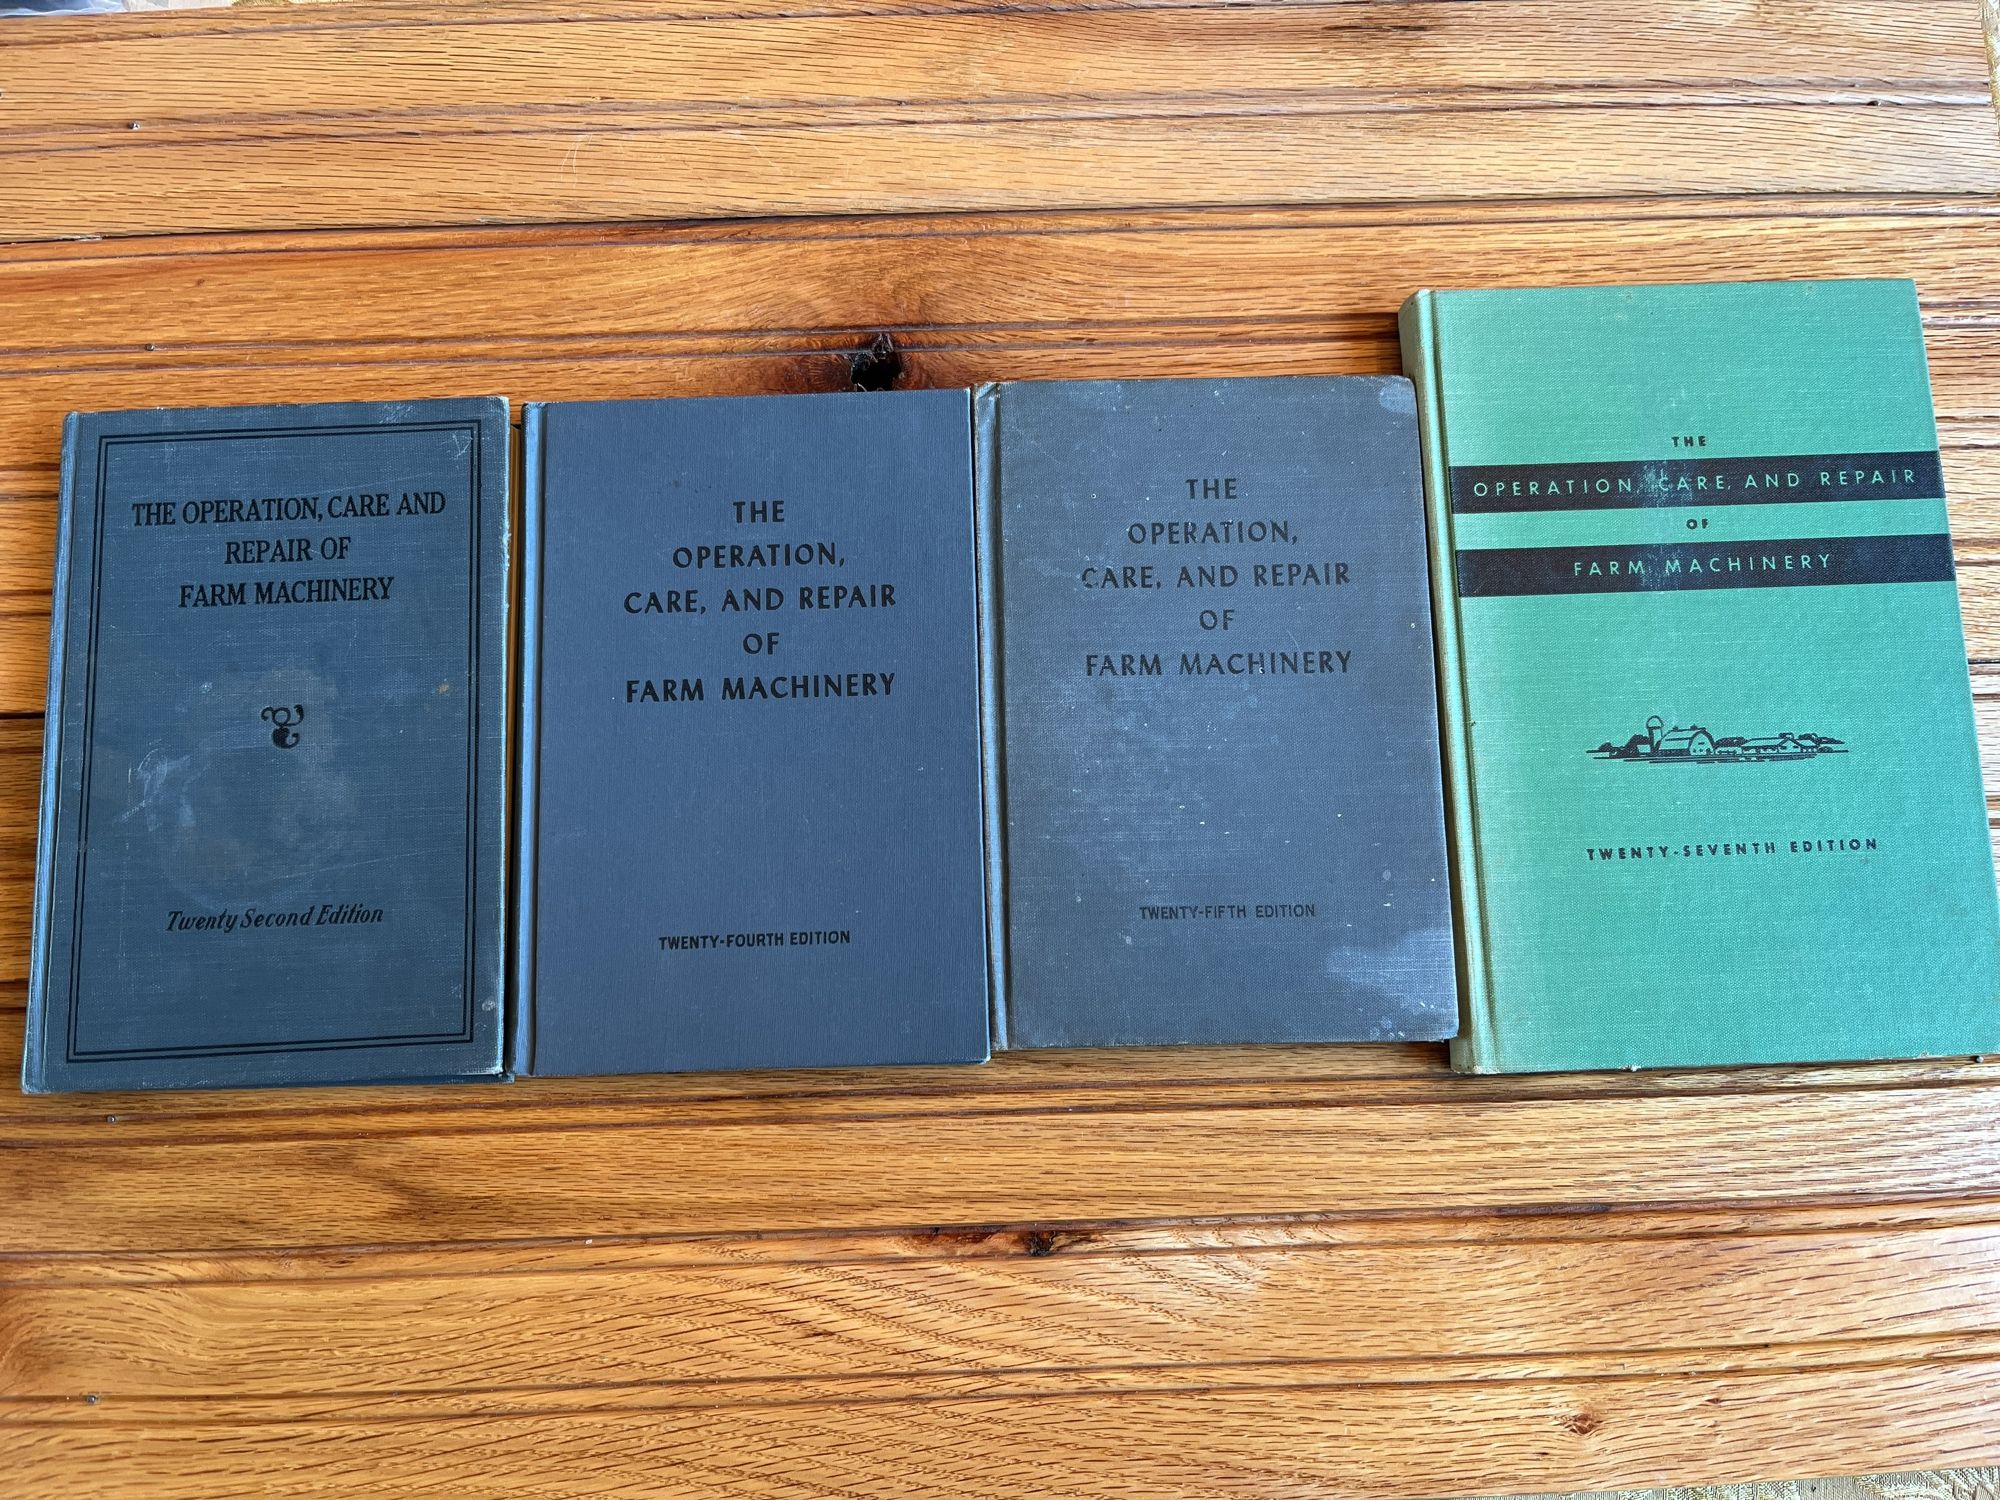 THE OPERATION, CARE AND
REPAIR OF
FARM MACHINERY
Twenty Second Edition
THE
OPERATION,
CARE, AND REPAIR
OF
FARM MACHINERY
TWENTY-FOURTH EDITION
THE
OPERATION,
CARE, AND REPAIR
OF
FARM MACHINERY
TWENTY-FIFTH EDITION
THE
OPERATION, CARE, AND REPAIR
OF
FARM MACHINERY
TWENTY-SEVENTH EDITION